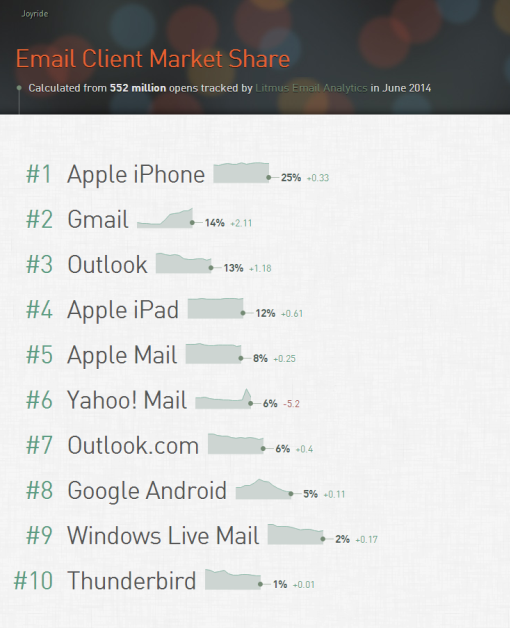 Joyride
Email Client Market Share
Calculated from 552 million opens tracked by Litmus Email Analytics in June 2014
#1 Apple iPhone 25% +0.33
#2 Gmail 14% +2.11
#3 Outlook 13% +1.18
#4 Apple iPad 12% +0.61
#5 Apple Mail 8% +0.25
#6 Yahoo! Mail 6% -5.2
#7 Outlook.com 6% +0.4
#8 Google Android 5% +0.11
#9 Windows Live Mail 2% +0.17
#10 Thunderbird 1% +0.01